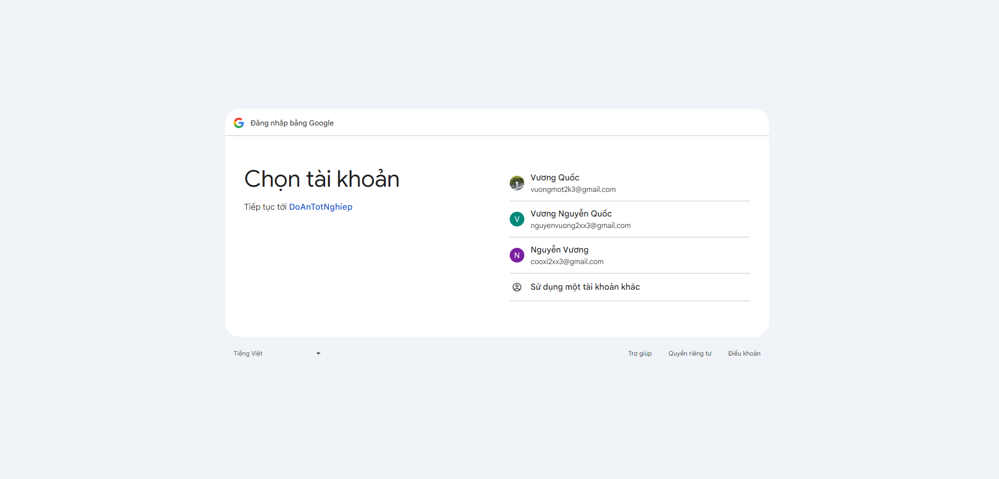 Đăng nhập bằng Google
Chọn tài khoản
Tiếp tục tới DoAnTotNghiep
Vương Quốc
vuongmot2k3@gmail.com
V
Vương Nguyễn Quốc
nguyenvuong2xx3@gmail.com
N
Nguyễn Vương
cooxi2xx3@gmail.com
Sử dụng một tài khoản khác
Tiếng Việt
Trợ giúp
Quyền riêng tư
Điều khoản